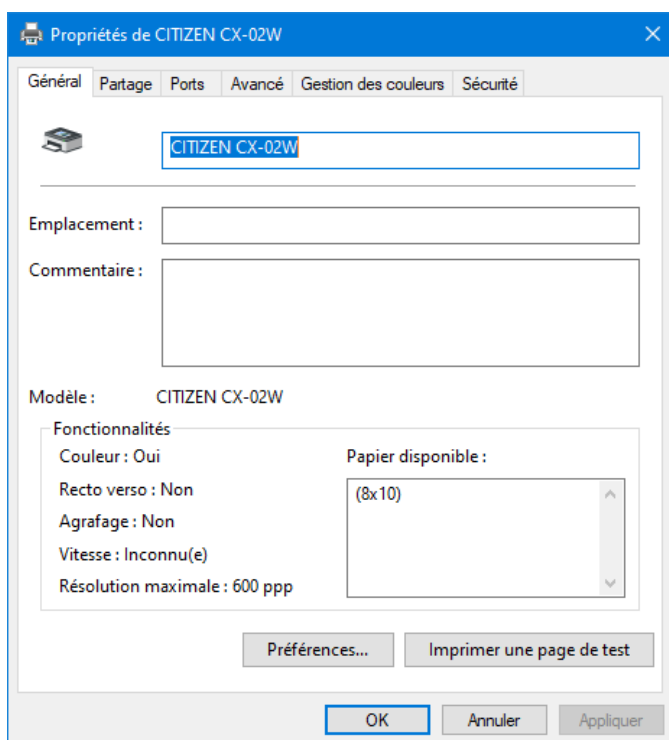 Propriétés de CITIZEN CX-02W
Général Partage Ports Avancé Gestion des couleurs Sécurité
CITIZEN CX-02W
Emplacement :
Commentaire :
Modèle : CITIZEN CX-02W
Fonctionnalités
Couleur : Oui Papier disponible :
Recto verso : Non (8x10)
Agrafage : Non
Vitesse : Inconnu(e)
Résolution maximale : 600 ppp
Préférences... Imprimer une page de test
OK Annuler Appliquer